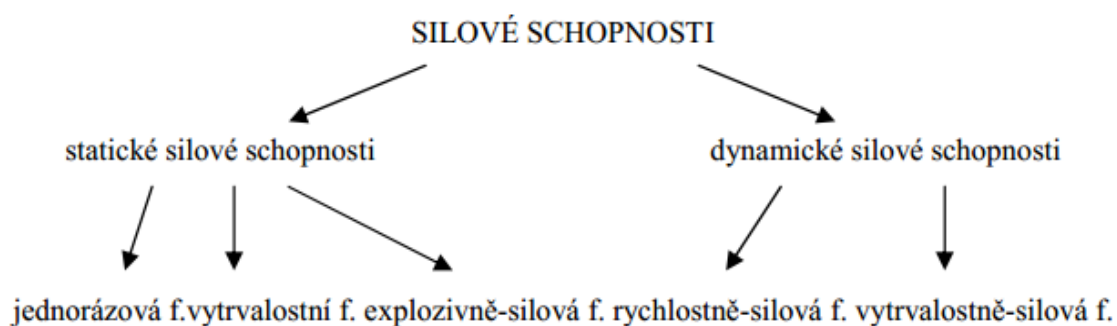 SILOVÉ SCHOPNOSTI
statické silové schopnosti dynamické silové schopnosti
jednorázová f.vytrvalostní f. explozivně-silová f. rychlostně-silová f. vytrvalostně-silová f.